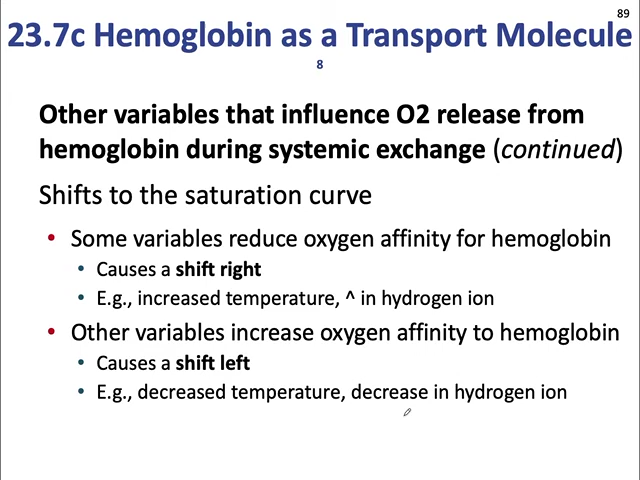 89
23.7c Hemoglobin as a Transport Molecule
8
Other variables that influence O2 release from
hemoglobin during systemic exchange (continued)
Shifts to the saturation curve
• Some variables reduce oxygen affinity for hemoglobin
• Causes a shift right
• E.g., increased temperature, ^ in hydrogen ion
• Other variables increase oxygen affinity to hemoglobin
• Causes a shift left
• E.g., decreased temperature, decrease in hydrogen ion